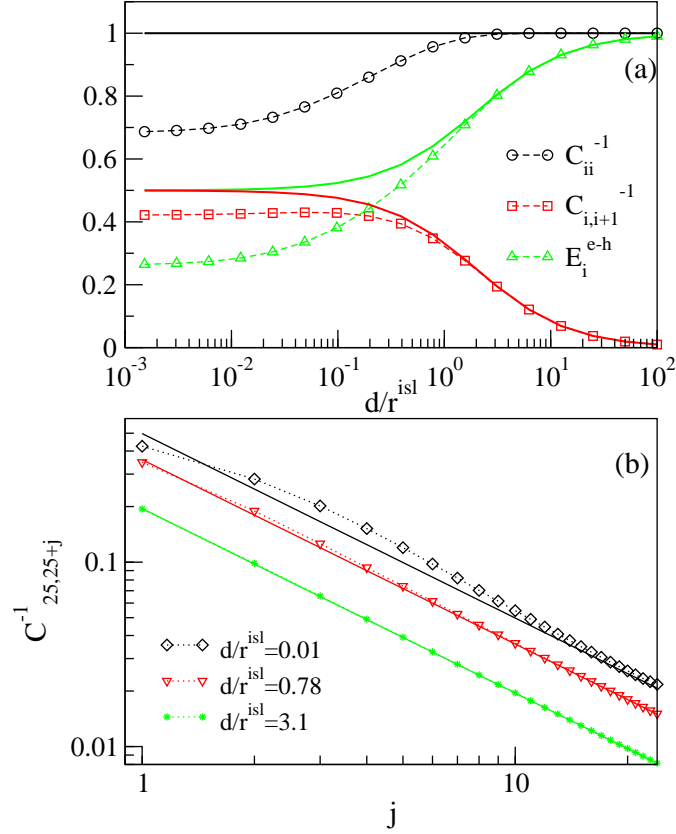 1
0.8
0.6
0.4
0.2
0
(a)
C_ii^-1
C_i,i+1^-1
E_i^e-h
10^-3
10^-2
10^-1
10^0
10^1
10^2
d/r^isl
(b)
C^-1_25,25+j
0.1
0.01
d/r^isl=0.01
d/r^isl=0.78
d/r^isl=3.1
1
10
j